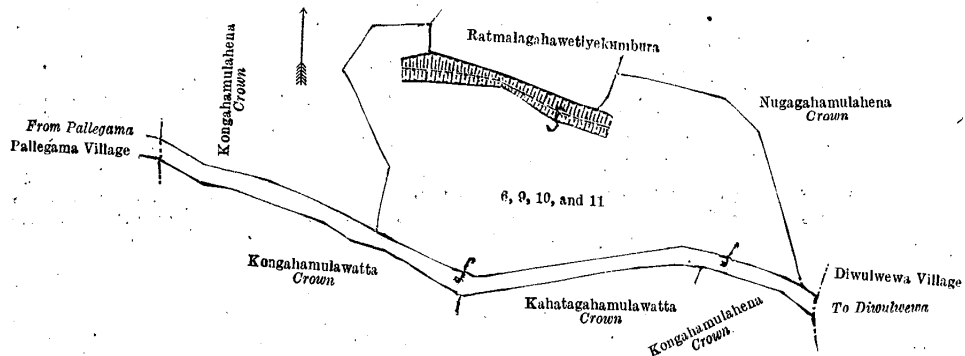 Ratmalagahawetiyekumbura
Kongahamulahena
Crown
Nugagahamulahena
Crown
From Pallegama
Pallegama Village
6, 9, 10, and 11
Kongahamulawatta
Crown
Diwulwewa Village
To Diwulwewa
Kahatagahamulawatta
Crown
Kongahamulahena
Crown